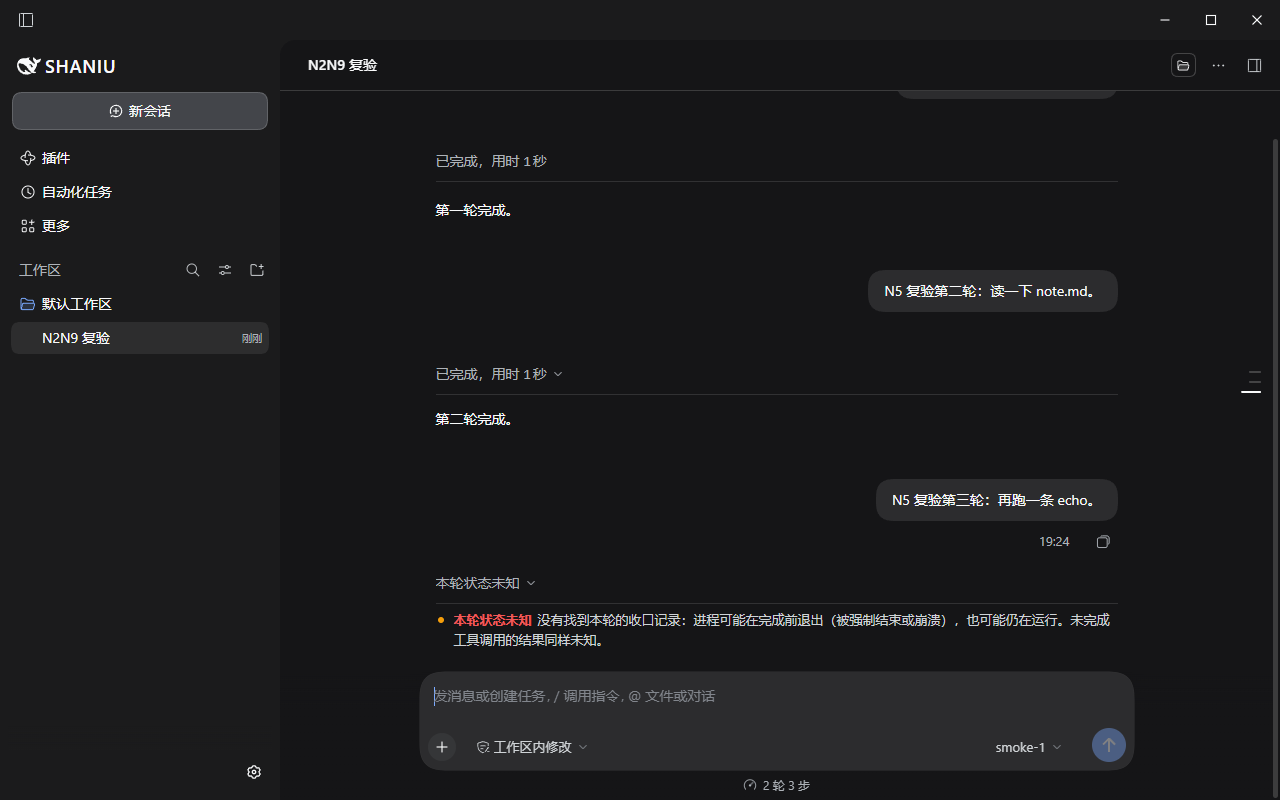 SHANIU
新会话
插件
自动化任务
更多
工作区
默认工作区
N2N9 复验
刚刚
N2N9 复验
已完成，用时 1 秒
第一轮完成。
N5 复验第二轮：读一下 note.md。
已完成，用时 1 秒
第二轮完成。
N5 复验第三轮：再跑一条 echo。
19:24
本轮状态未知
本轮状态未知 没有找到本轮的收口记录：进程可能在完成前退出（被强制结束或崩溃），也可能仍在运行。未完成
工具调用的结果同样未知。
发消息或创建任务, / 调用指令, @ 文件或对话
工作区内修改
smoke-1
2 轮 3 步